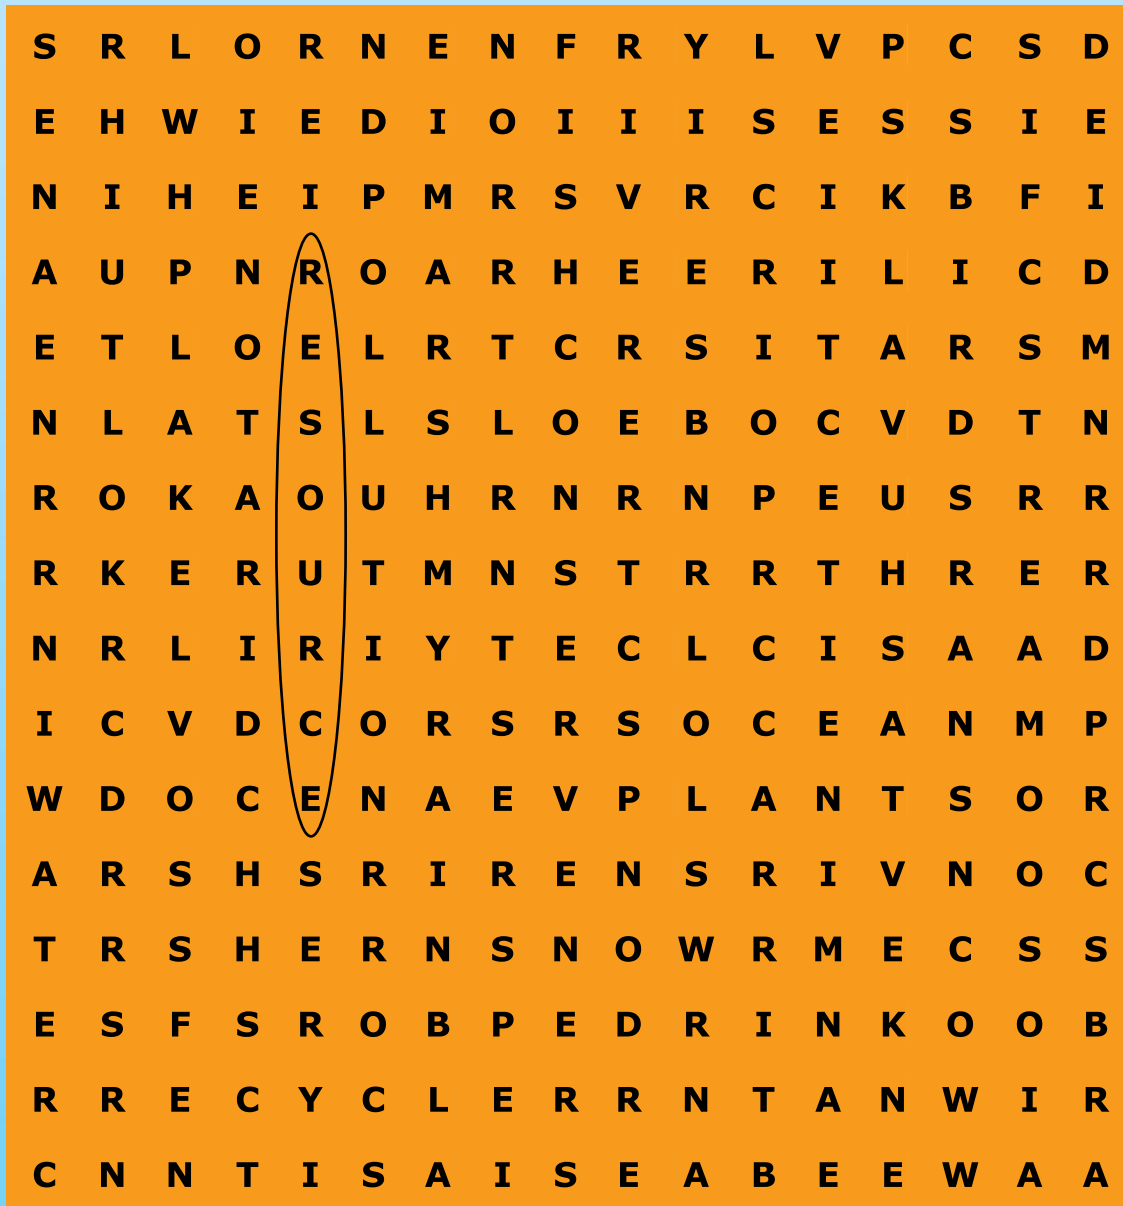 S R L O R N E N F R Y L V P C S D
E H W I E D I O I I I S E S S I E
N I H E I P M R S V R C I K B F I
A U P N R O A R H E E R I L I C D
E T L O E L R T C R S I T A R S M
N L A T S L S L O E B O C V D T N
R O K A O U H R N R N P E U S R R
R K E R U T M N S T R R T H R E R
N R L I R I Y T E C L C I S A A D
I C V D C O R S R S O C E A N M P
W D O C E N A E V P L A N T S O R
A R S H S R I R E N S R I V N O C
T R S H E R N S N O W R M E C S S
E S F S R O B P E D R I N K O O B
R R E C Y C L E R R N T A N W I R
C N N T I S A I S E A B E E W A A